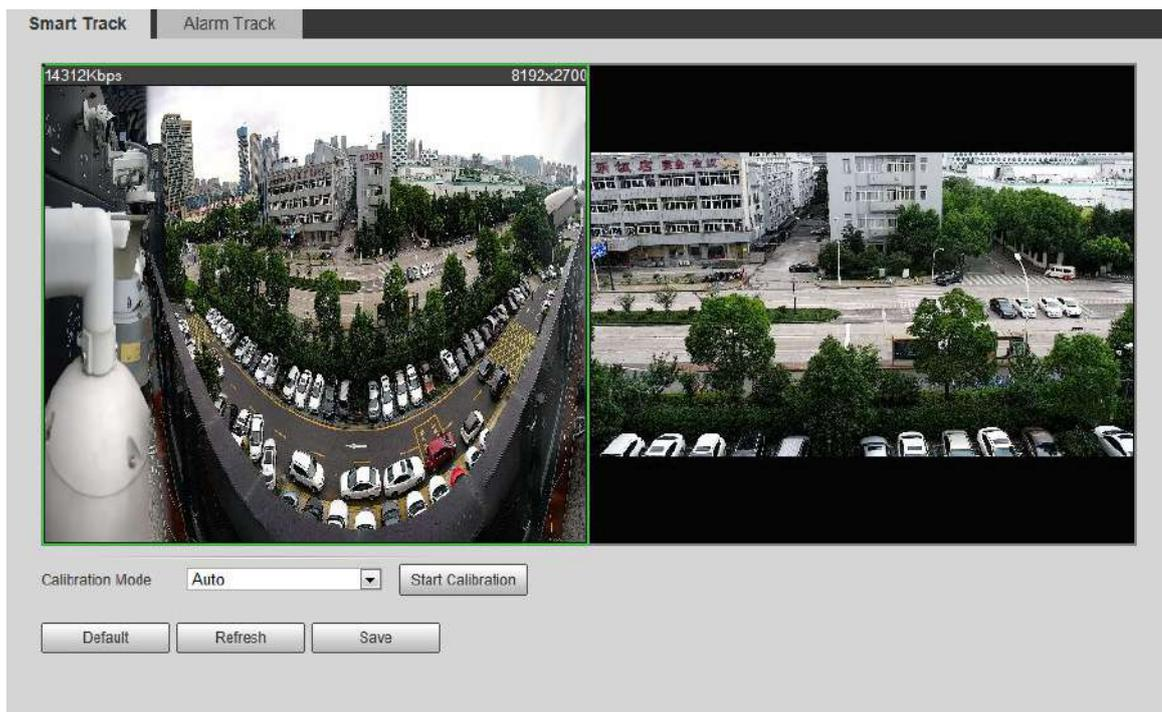 Smart Track
Alarm Track
14312Kbps
8192x2700
Calibration Mode
Auto
Start Calibration
Default
Refresh
Save